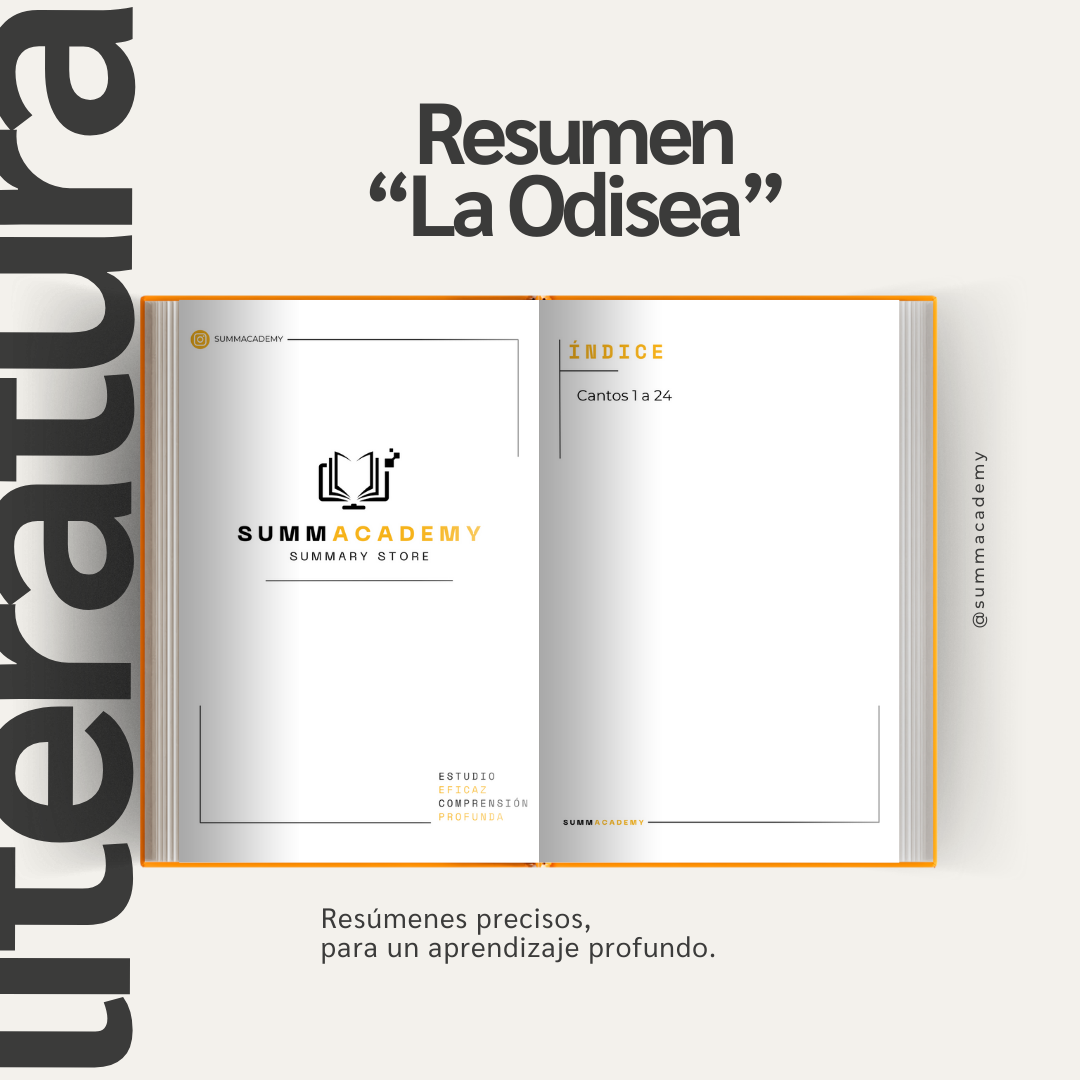 Literatura
Resumen
“La Odisea”
SUMMACADEMY
SUMMACADEMY
SUMMARY STORE
ESTUDIO
EFICAZ
COMPRENSIÓN
PROFUNDA
ÍNDICE
Cantos 1 a 24
SUMMACADEMY
@summacademy
Resúmenes precisos,
para un aprendizaje profundo.